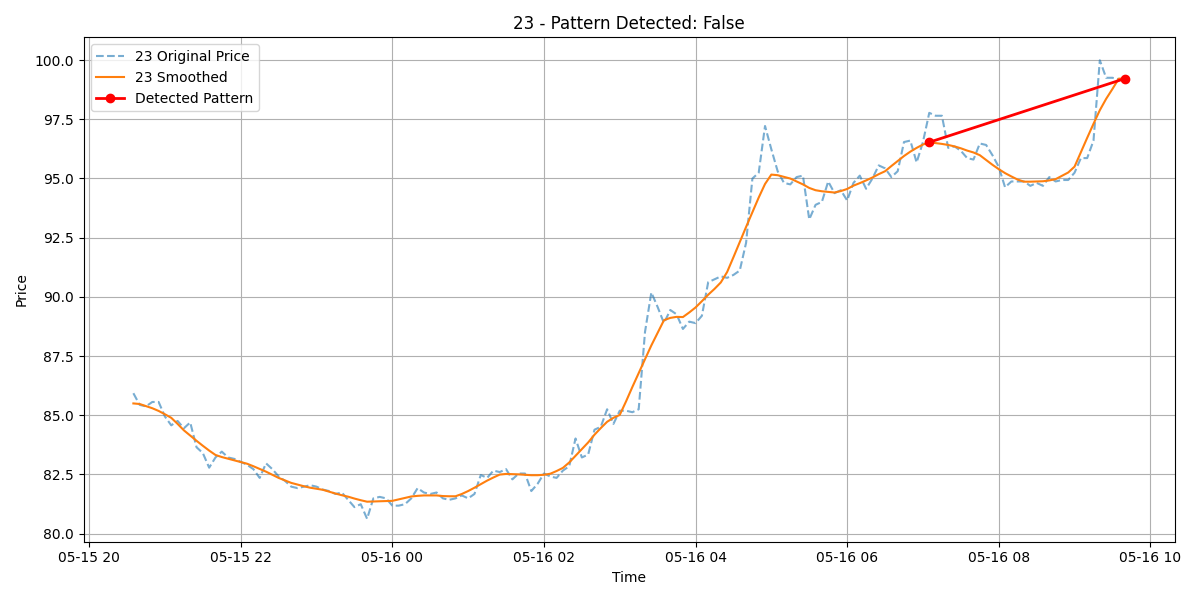 23 - Pattern Detected: False
23 Original Price
23 Smoothed
Detected Pattern
Price
100.0
97.5
95.0
92.5
90.0
87.5
85.0
82.5
80.0
05-15 20
05-15 22
05-16 00
05-16 02
05-16 04
05-16 06
05-16 08
05-16 10
Time